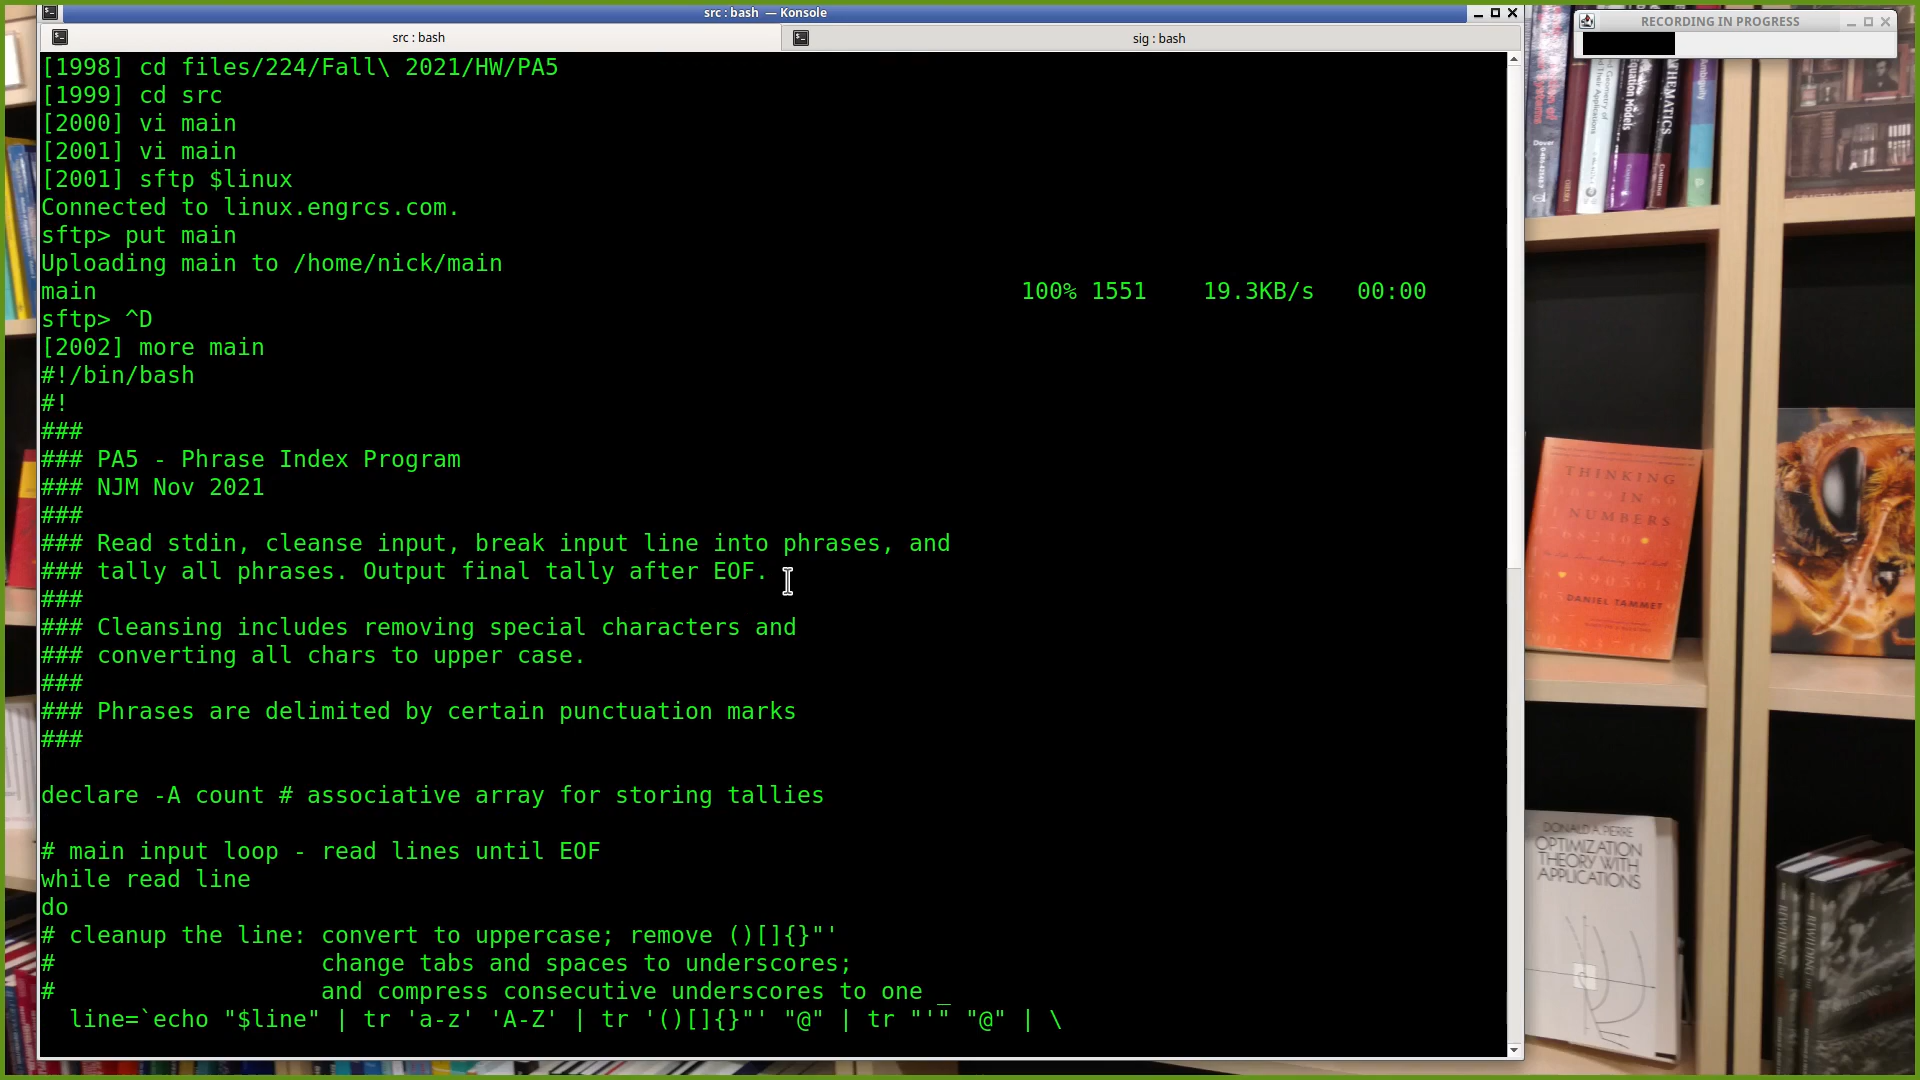 src : bash — Konsole
src : bash
sig : bash
RECORDING IN PROGRESS
[1998] cd files/224/Fall\ 2021/HW/PA5
[1999] cd src
[2000] vi main
[2001] vi main
[2001] sftp $linux
Connected to linux.engrcs.com.
sftp> put main
Uploading main to /home/nick/main
main 100% 1551 19.3KB/s 00:00
sftp> ^D
[2002] more main
#!/bin/bash
#!
###
### PA5 - Phrase Index Program
### NJM Nov 2021
###
### Read stdin, cleanse input, break input line into phrases, and
### tally all phrases. Output final tally after EOF.
###
### Cleansing includes removing special characters and
### converting all chars to upper case.
###
### Phrases are delimited by certain punctuation marks
###
declare -A count # associative array for storing tallies
# main input loop - read lines until EOF
while read line
do
# cleanup the line: convert to uppercase; remove ()[]{}"'
# change tabs and spaces to underscores;
# and compress consecutive underscores to one _
line=`echo "$line" | tr 'a-z' 'A-Z' | tr '()[]{}"' "@" | tr "'" "@" | \
Dover
Equation Models
THEMATICS
Ambiguity
THINKING
IN
NUMBERS
DANIEL TAMMET
DONALD A. PIERRE
OPTIMIZATION
THEORY WITH
APPLICATIONS
REWILDING